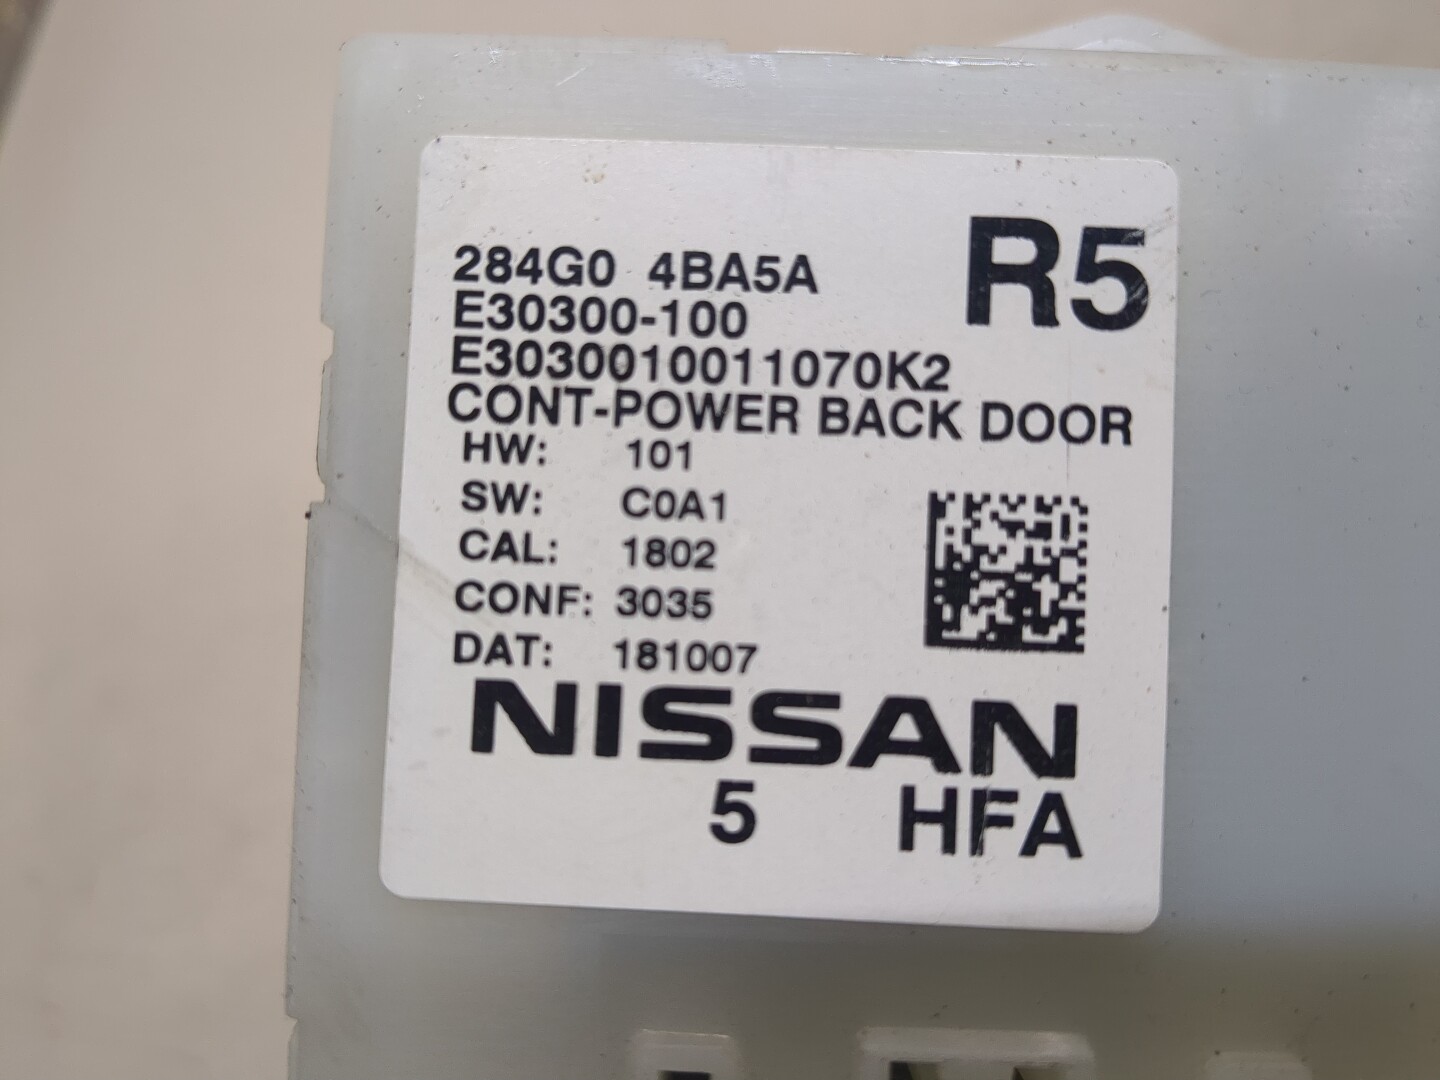 284G0 4BA5A R5
E30300-100
E3030010011070K2
CONT-POWER BACK DOOR
HW: 101
SW: C0A1
CAL: 1802
CONF: 3035
DAT: 181007
NISSAN
5 HFA